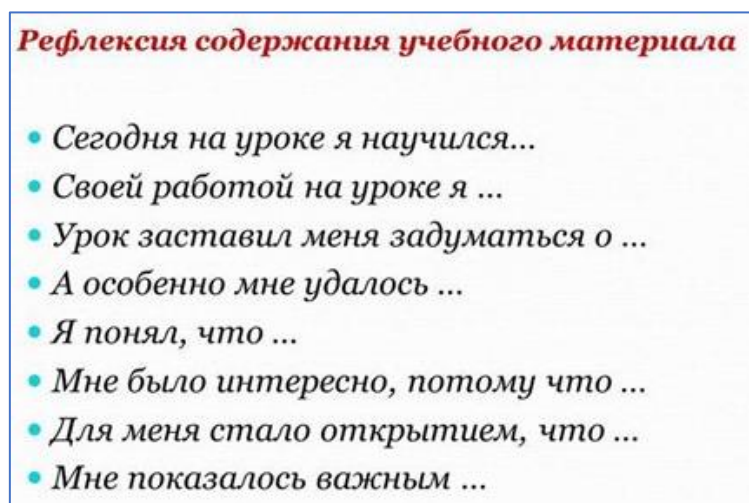 Рефлексия содержания учебного материала
• Сегодня на уроке я научился...
• Своей работой на уроке я ...
• Урок заставил меня задуматься о ...
• А особенно мне удалось ...
• Я понял, что ...
• Мне было интересно, потому что ...
• Для меня стало открытием, что ...
• Мне показалось важным ...